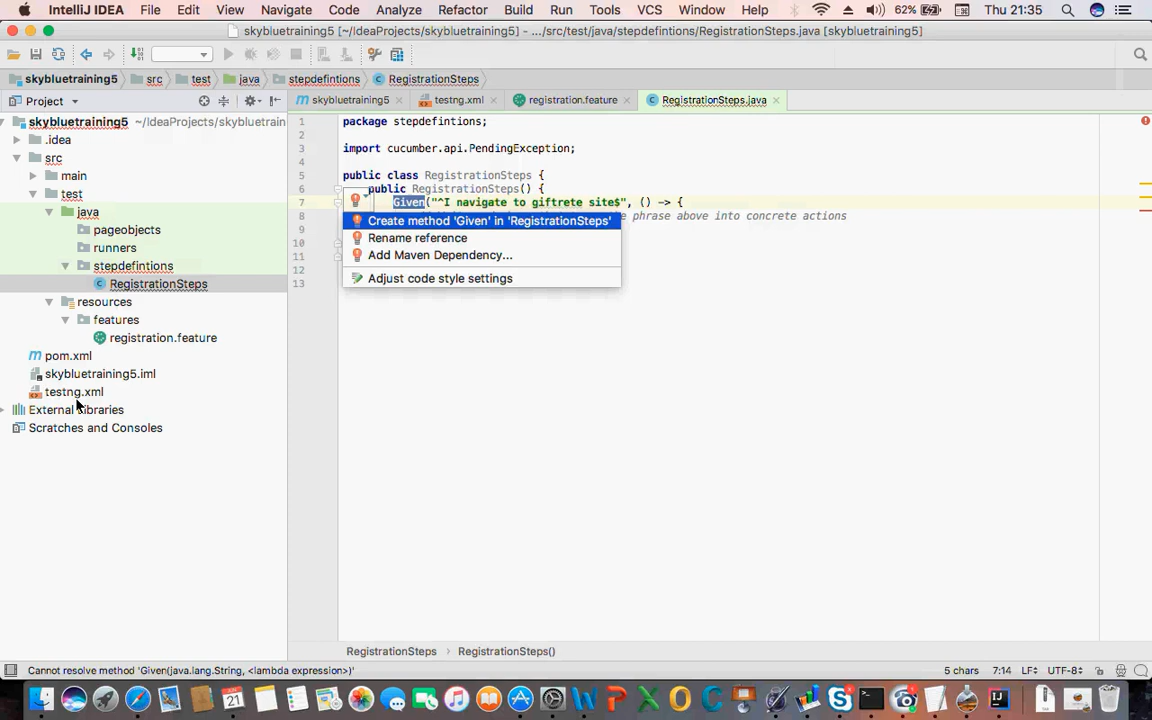 IntelliJ IDEA File Edit View Navigate Code Analyze Refactor Build Run Tools VCS Window Help 62% Thu 21:35
skybluetraining5 [~/IdeaProjects/skybluetraining5] - .../src/test/java/stepdefintions/RegistrationSteps.java [skybluetraining5]
skybluetraining5 src test java stepdefintions RegistrationSteps
Project skybluetraining5 testng.xml registration.feature RegistrationSteps.java
skybluetraining5 ~/IdeaProjects/skybluetrain
.idea
src
main
test
java
pageobjects
runners
stepdefintions
RegistrationSteps
resources
features
registration.feature
pom.xml
skybluetraining5.iml
testng.xml
External Libraries
Scratches and Consoles
1 package stepdefintions;
2
3 import cucumber.api.PendingException;
4
5 public class RegistrationSteps {
6 public RegistrationSteps() {
7 Given("^I navigate to giftrete site$", () -> {
8 phrase above into concrete actions
9
10
11
12
13
Create method 'Given' in 'RegistrationSteps'
Rename reference
Add Maven Dependency...
Adjust code style settings
RegistrationSteps RegistrationSteps()
Cannot resolve method 'Given(java.lang.String, <lambda expression>)' 5 chars 7:14 LF UTF-8
JUN
21